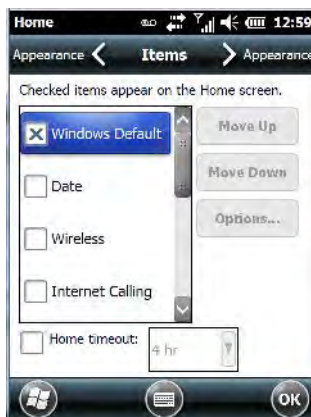 Home 12:59
Appearance Items Appearance
Checked items appear on the Home screen.
Windows Default
Move Up
Date
Move Down
Wireless
Options...
Internet Calling
Home timeout: 4 hr
OK